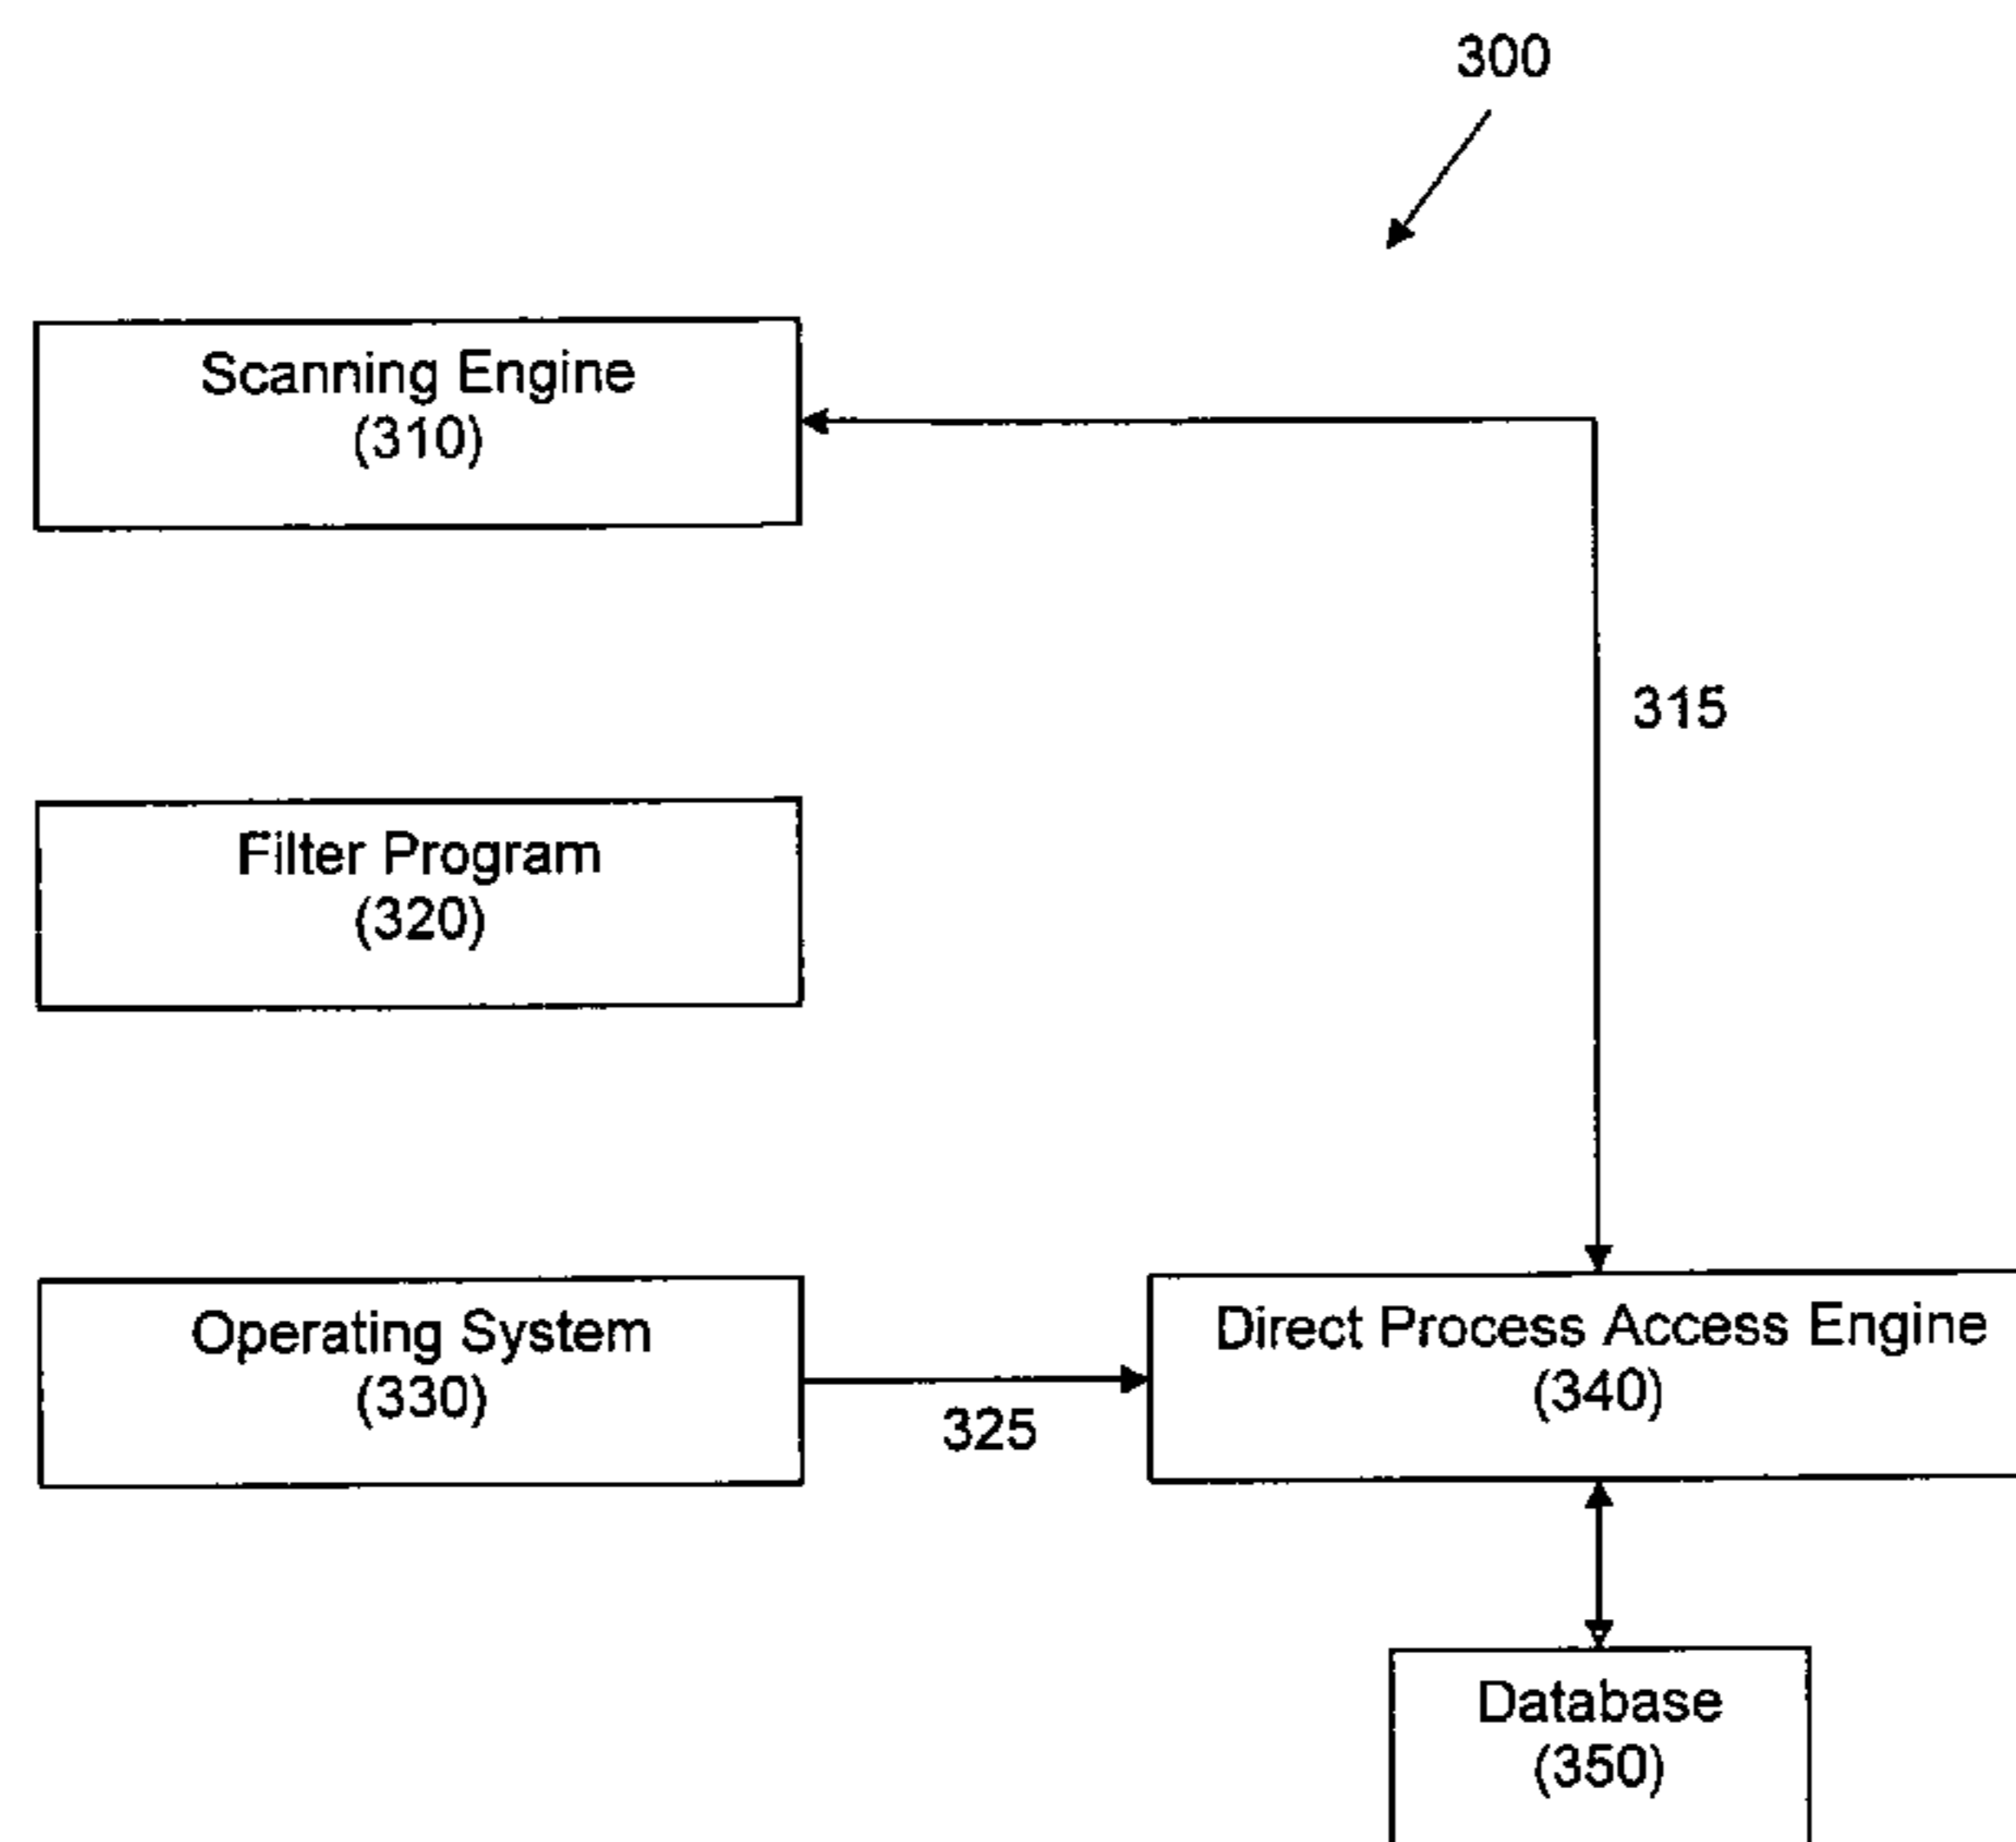 300
Scanning Engine
(310)
315
Filter Program
(320)
Operating System
(330)
325
Direct Process Access Engine
(340)
Database
(350)